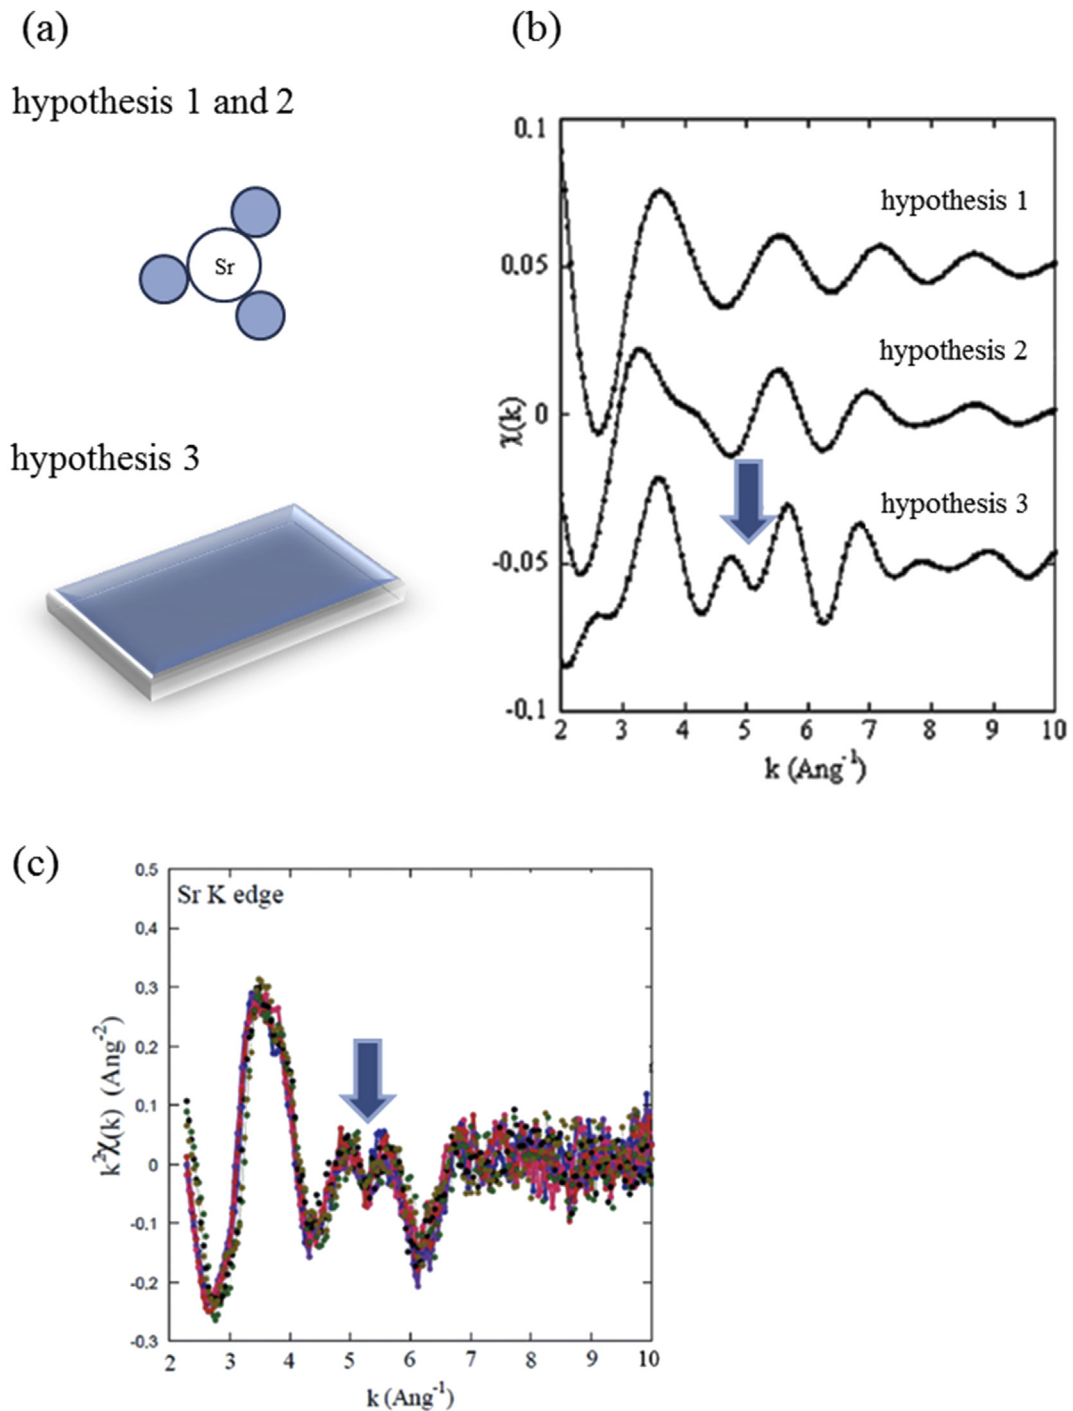 (a)
hypothesis 1 and 2
Sr
hypothesis 3
(b)
0.1
0.05
0
-0.05
-0.1
χ(k)
hypothesis 1
hypothesis 2
hypothesis 3
2 3 4 5 6 7 8 9 10
k (Ang⁻¹)
(c)
Sr K edge
0.5
0.4
0.3
0.2
0.1
0
-0.1
-0.2
-0.3
k²χ(k) (Ang⁻²)
2 3 4 5 6 7 8 9 10
k (Ang⁻¹)